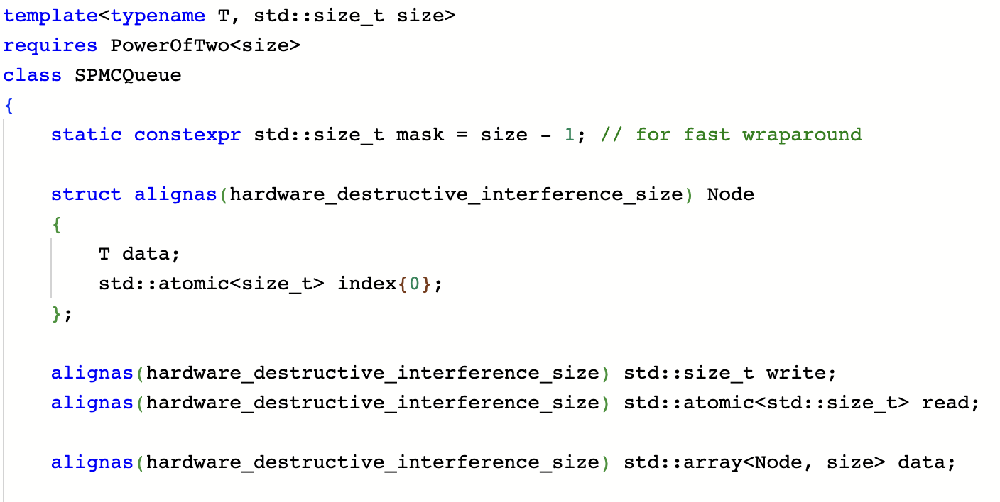 template<typename T, std::size_t size>
requires PowerOfTwo<size>
class SPMCQueue
{
    static constexpr std::size_t mask = size - 1; // for fast wraparound

    struct alignas(hardware_destructive_interference_size) Node
    {
        T data;
        std::atomic<size_t> index{0};
    };

    alignas(hardware_destructive_interference_size) std::size_t write;
    alignas(hardware_destructive_interference_size) std::atomic<std::size_t> read;

    alignas(hardware_destructive_interference_size) std::array<Node, size> data;